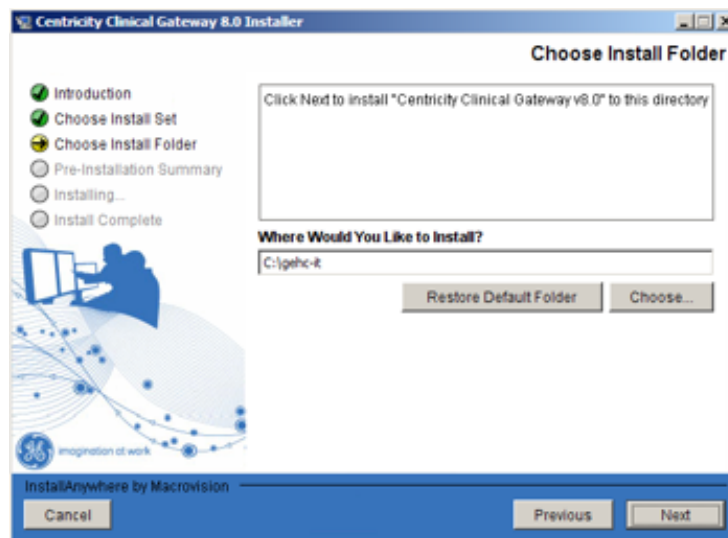 Centricity Clinical Gateway 8.0 Installer
Choose Install Folder
Introduction
Choose Install Set
Choose Install Folder
Pre-Installation Summary
Installing...
Install Complete
Click Next to install "Centricity Clinical Gateway v8.0" to this directory
Where Would You Like to Install?
C:\gehc-it
Restore Default Folder
Choose...
imagination at work
InstallAnywhere by Macrovision
Cancel
Previous
Next